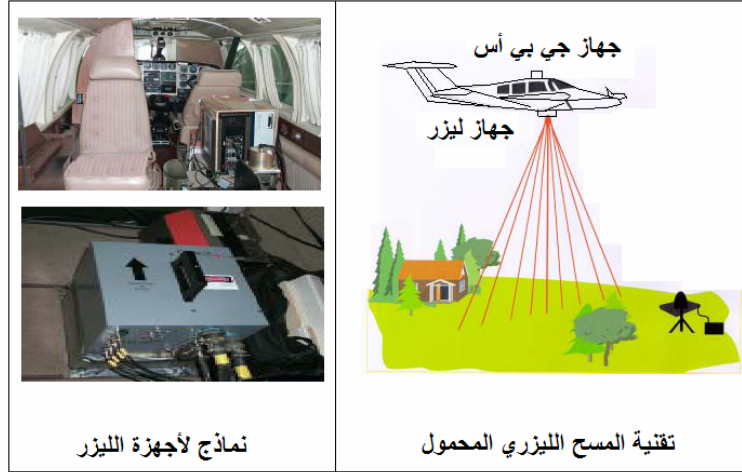 جهاز جي بي أس
جهاز ليزر
تقنية المسح الليزري المحمول
نماذج لأجهزة الليزر